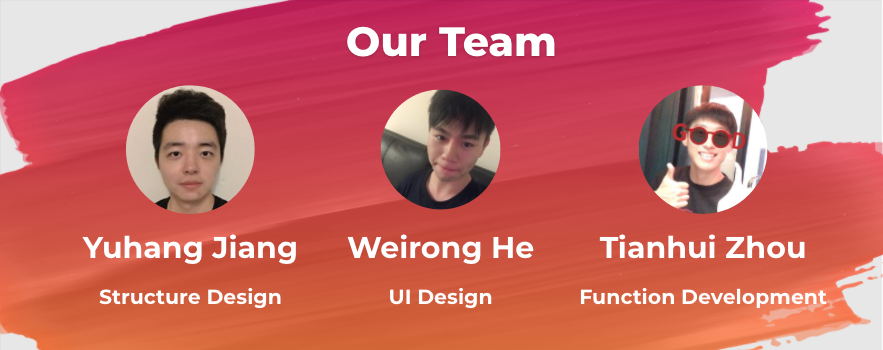 Our Team
GOOD
Yuhang Jiang
Weirong He
Tianhui Zhou
Structure Design
UI Design
Function Development